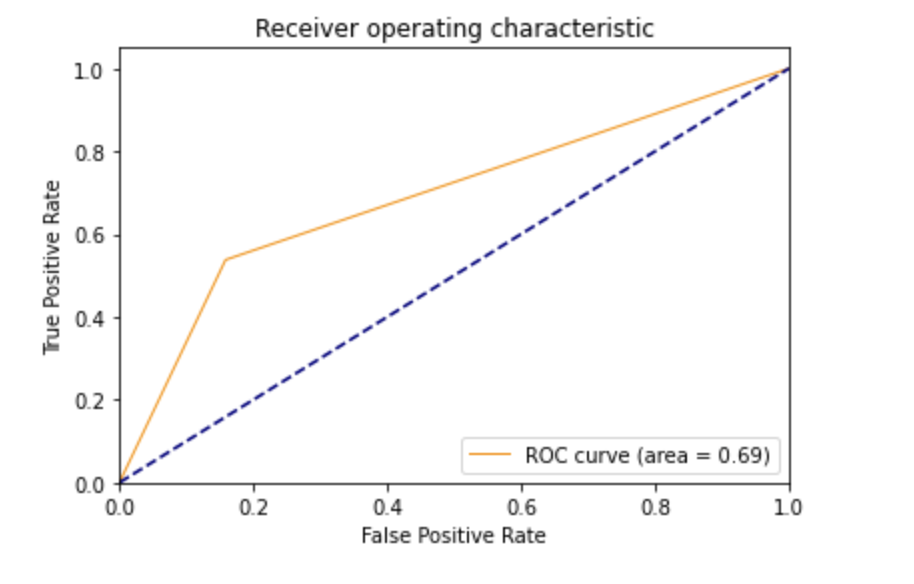 Receiver operating characteristic
1.0
0.8
0.6
0.4
0.2
0.0
True Positive Rate
ROC curve (area = 0.69)
0.0 0.2 0.4 0.6 0.8 1.0
False Positive Rate